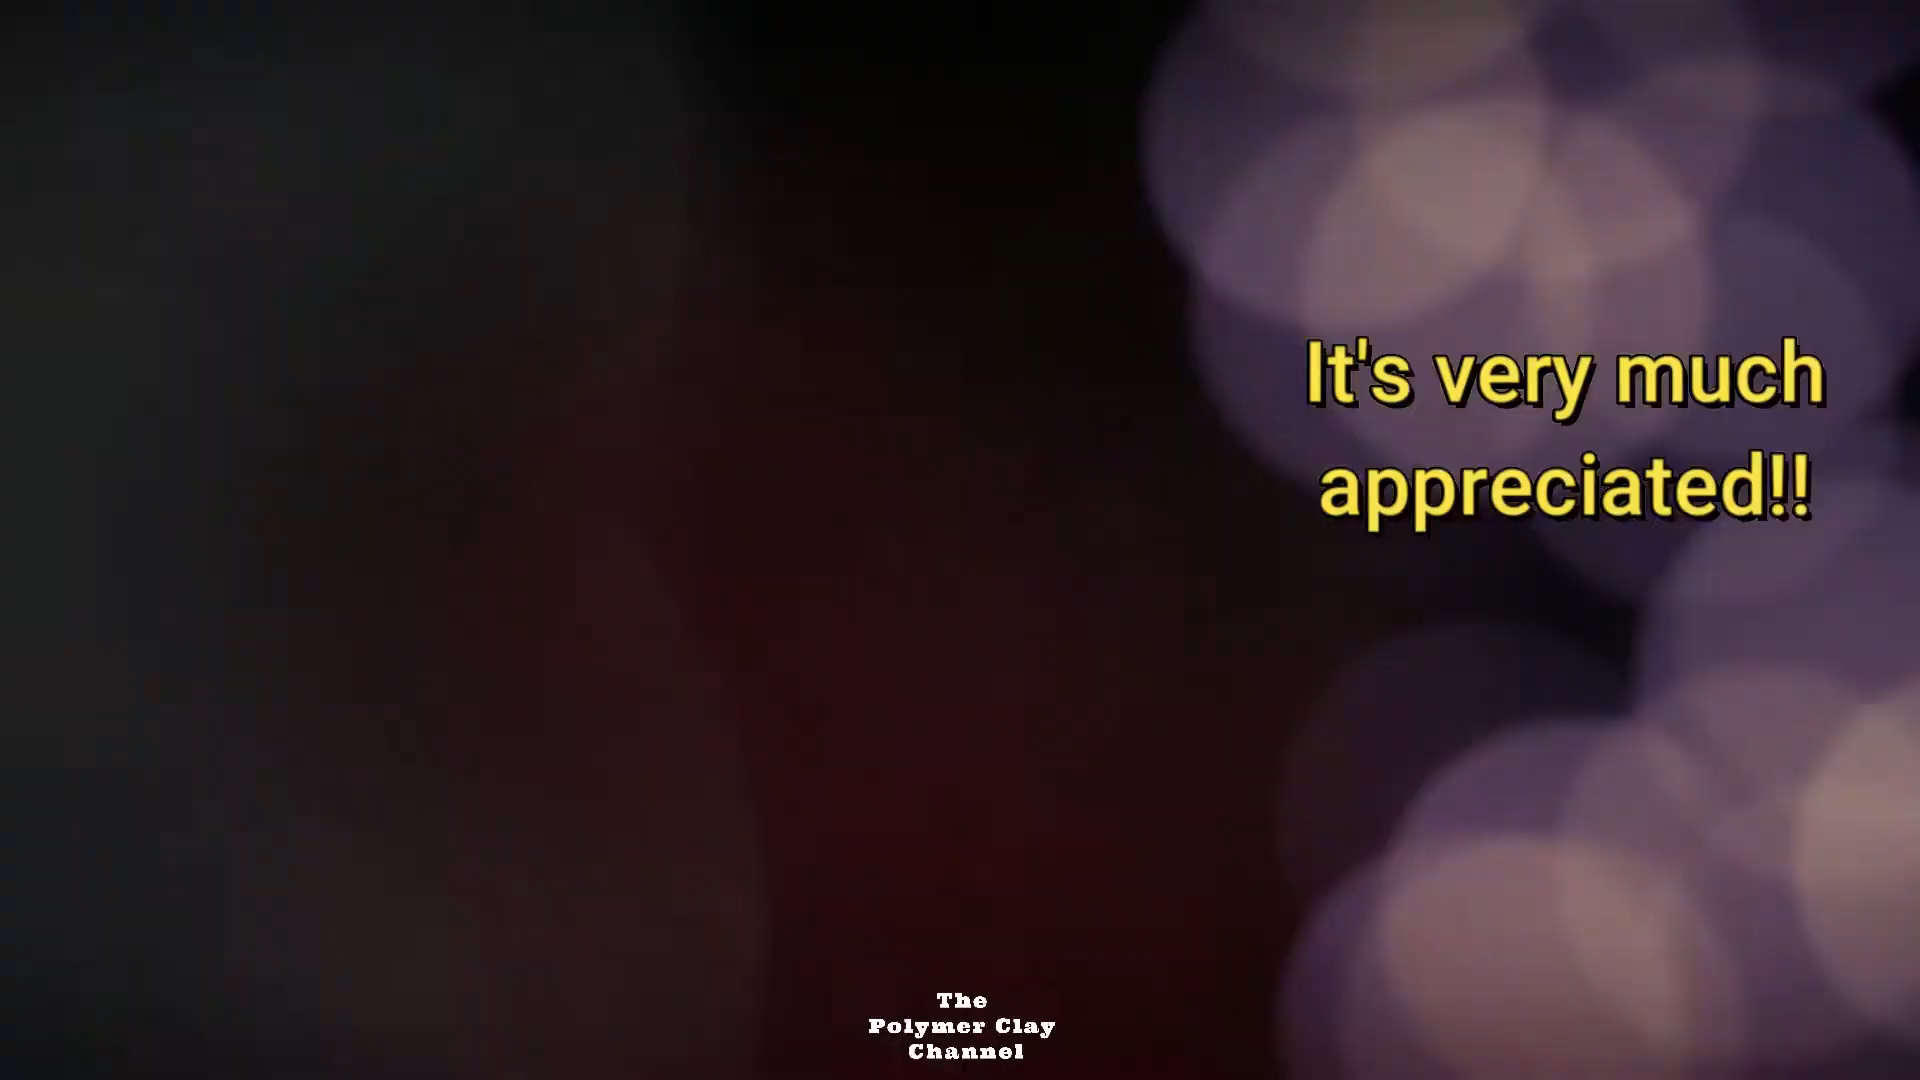 It's very much
appreciated!!
The
Polymer Clay
Channel